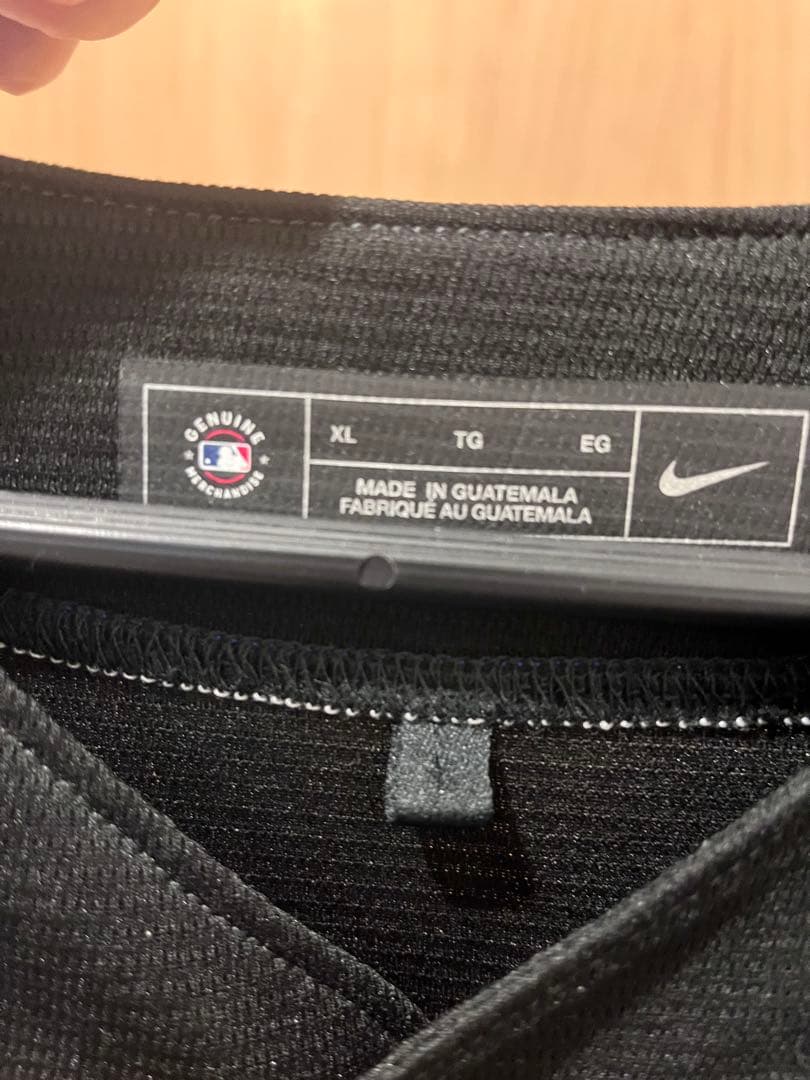 GENUINE
MERCHANDISE
XL TG EG
MADE IN GUATEMALA
FABRIQUÉ AU GUATEMALA